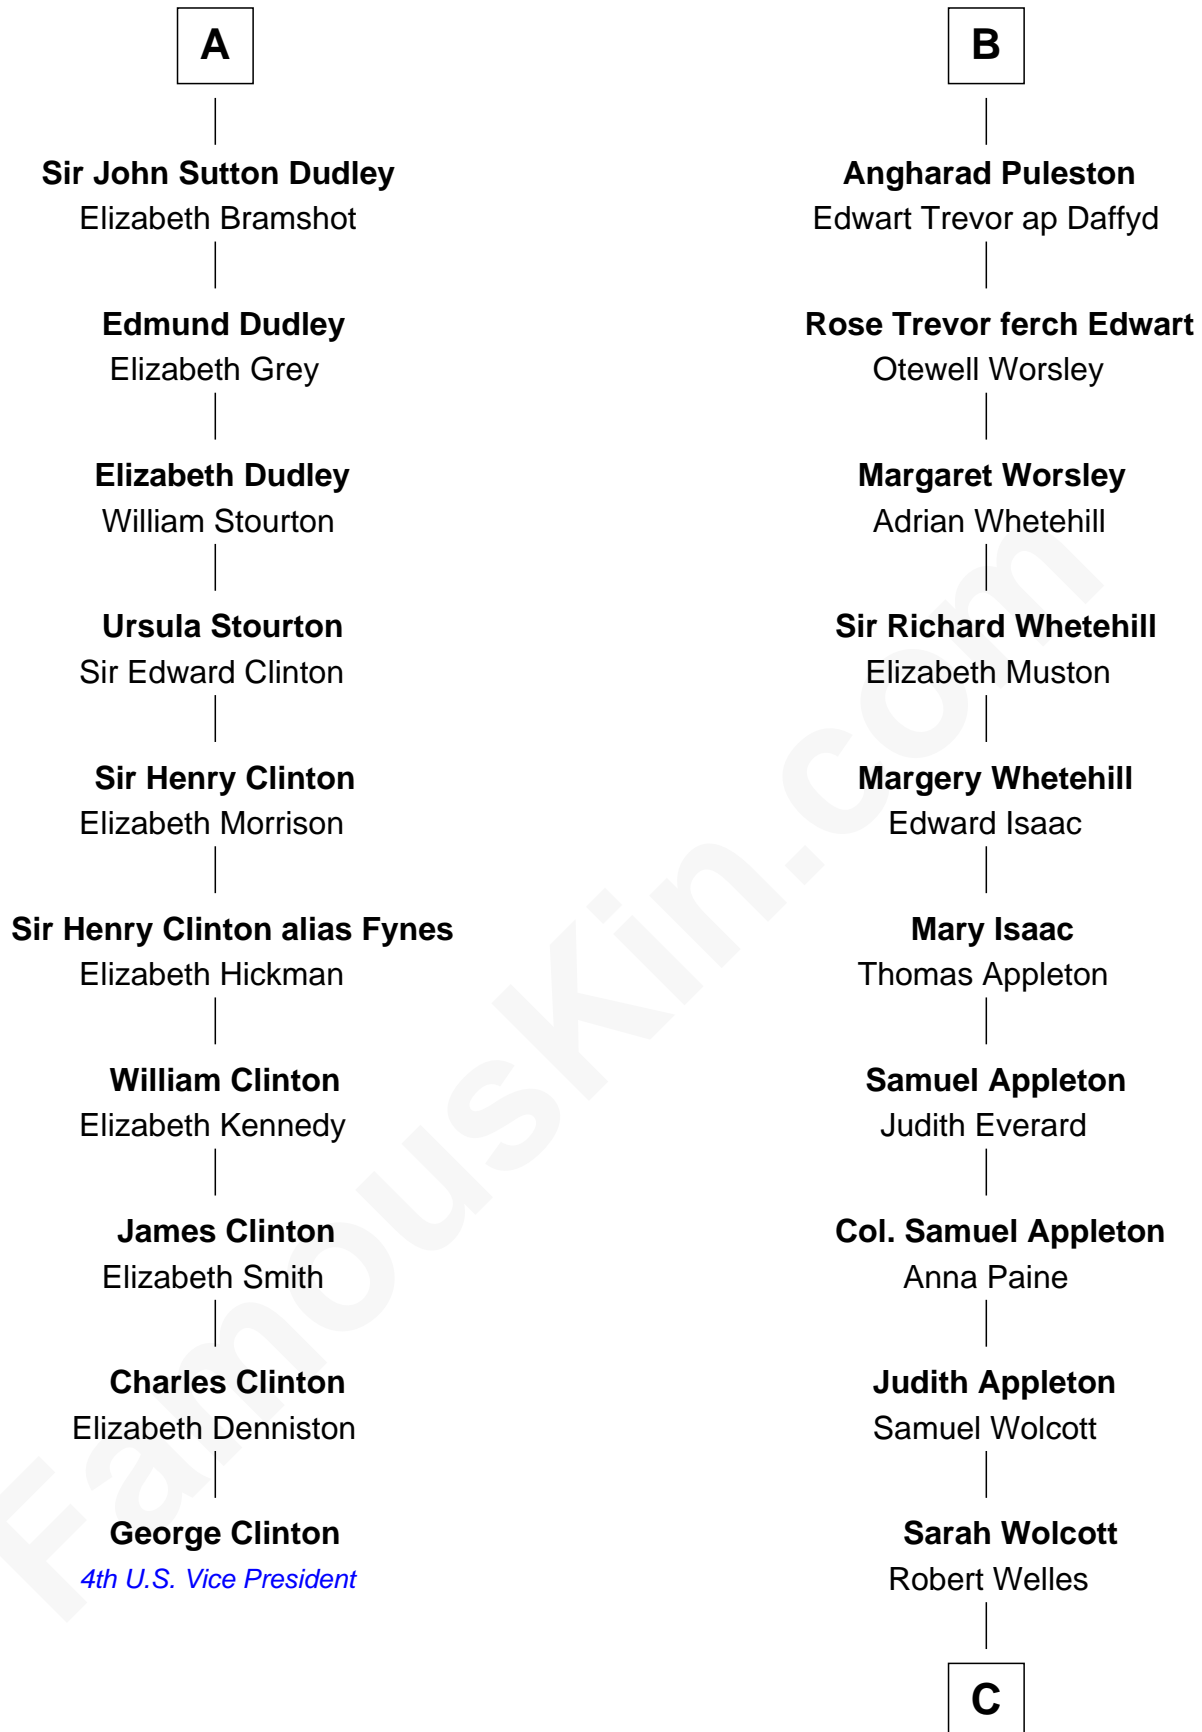 A
Sir John Sutton Dudley
Elizabeth Bramshot
Edmund Dudley
Elizabeth Grey
Elizabeth Dudley
William Stourton
Ursula Stourton
Sir Edward Clinton
Sir Henry Clinton
Elizabeth Morrison
Sir Henry Clinton alias Fynes
Elizabeth Hickman
William Clinton
Elizabeth Kennedy
James Clinton
Elizabeth Smith
Charles Clinton
Elizabeth Denniston
George Clinton
4th U.S. Vice President
B
Angharad Puleston
Edwart Trevor ap Daffyd
Rose Trevor ferch Edwart
Otewell Worsley
Margaret Worsley
Adrian Whetehill
Sir Richard Whetehill
Elizabeth Muston
Margery Whetehill
Edward Isaac
Mary Isaac
Thomas Appleton
Samuel Appleton
Judith Everard
Col. Samuel Appleton
Anna Paine
Judith Appleton
Samuel Wolcott
Sarah Wolcott
Robert Welles
C
FamousKin.com